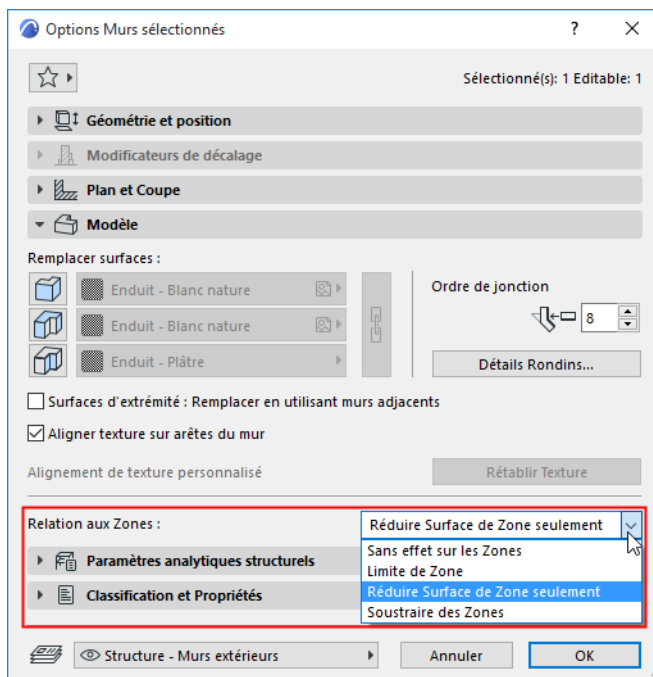 Options Murs sélectionnés
Sélectionné(s): 1 Editable: 1
Géométrie et position
Modificateurs de décalage
Plan et Coupe
Modèle
Remplacer surfaces :
Enduit - Blanc nature
Enduit - Blanc nature
Enduit - Plâtre
Ordre de jonction
8
Détails Rondins...
Surfaces d'extrémité : Remplacer en utilisant murs adjacents
Aligner texture sur arêtes du mur
Alignement de texture personnalisé
Rétablir Texture
Relation aux Zones :
Réduire Surface de Zone seulement
Sans effet sur les Zones
Limite de Zone
Réduire Surface de Zone seulement
Soustraire des Zones
Paramètres analytiques structurels
Classification et Propriétés
Structure - Murs extérieurs
Annuler
OK